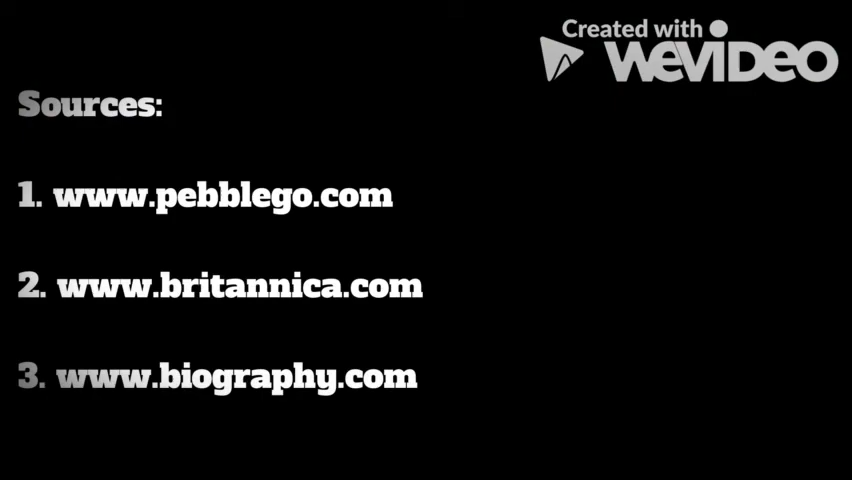 Created with
WEVIDEO
Sources:
1. www.pebblego.com
2. www.britannica.com
3. www.biography.com